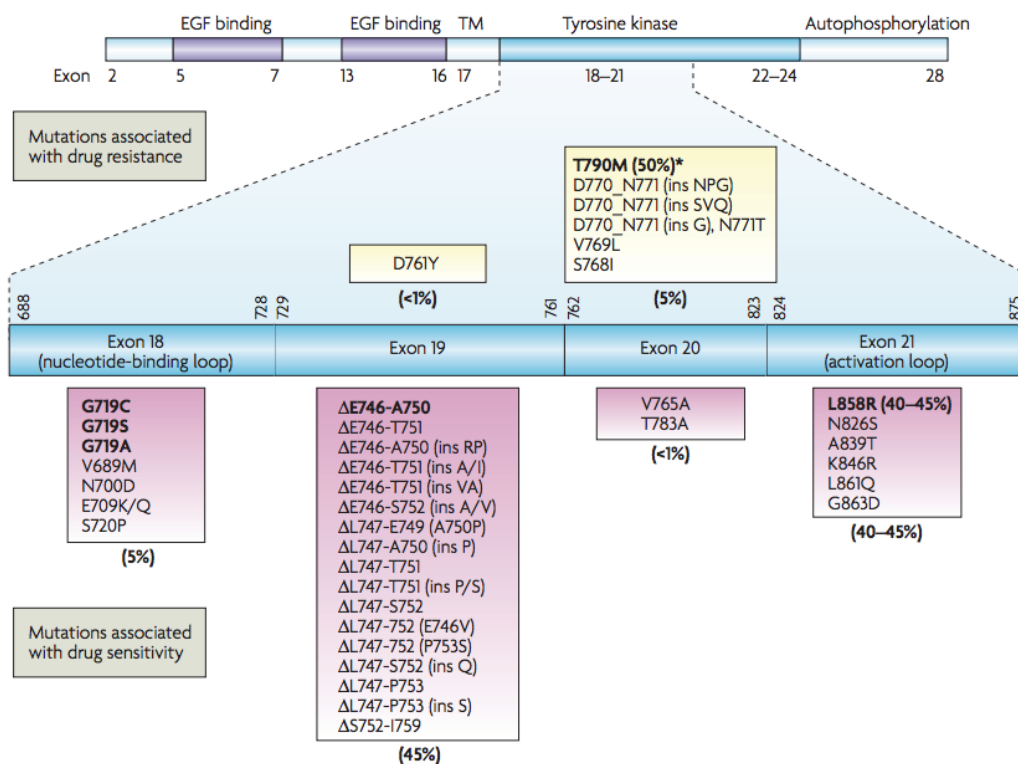 EGF binding EGF binding TM Tyrosine kinase Autophosphorylation
Exon 2 5 7 13 16 17 18–21 22–24 28
Mutations associated
with drug resistance
T790M (50%)*
D770_N771 (ins NPG)
D770_N771 (ins SVQ)
D770_N771 (ins G), N771T
V769L
S768I
(5%)
D761Y
(<1%)
688 728 729 761 762 823 824 875
Exon 18
(nucleotide-binding loop)
Exon 19
Exon 20
Exon 21
(activation loop)
G719C
G719S
G719A
V689M
N700D
E709K/Q
S720P
(5%)
ΔE746-A750
ΔE746-T751
ΔE746-A750 (ins RP)
ΔE746-T751 (ins A/I)
ΔE746-T751 (ins VA)
ΔE746-S752 (ins A/V)
ΔL747-E749 (A750P)
ΔL747-A750 (ins P)
ΔL747-T751
ΔL747-T751 (ins P/S)
ΔL747-S752
ΔL747-752 (E746V)
ΔL747-752 (P753S)
ΔL747-S752 (ins Q)
ΔL747-P753
ΔL747-P753 (ins S)
ΔS752-I759
(45%)
V765A
T783A
(<1%)
L858R (40–45%)
N826S
A839T
K846R
L861Q
G863D
(40–45%)
Mutations associated
with drug sensitivity